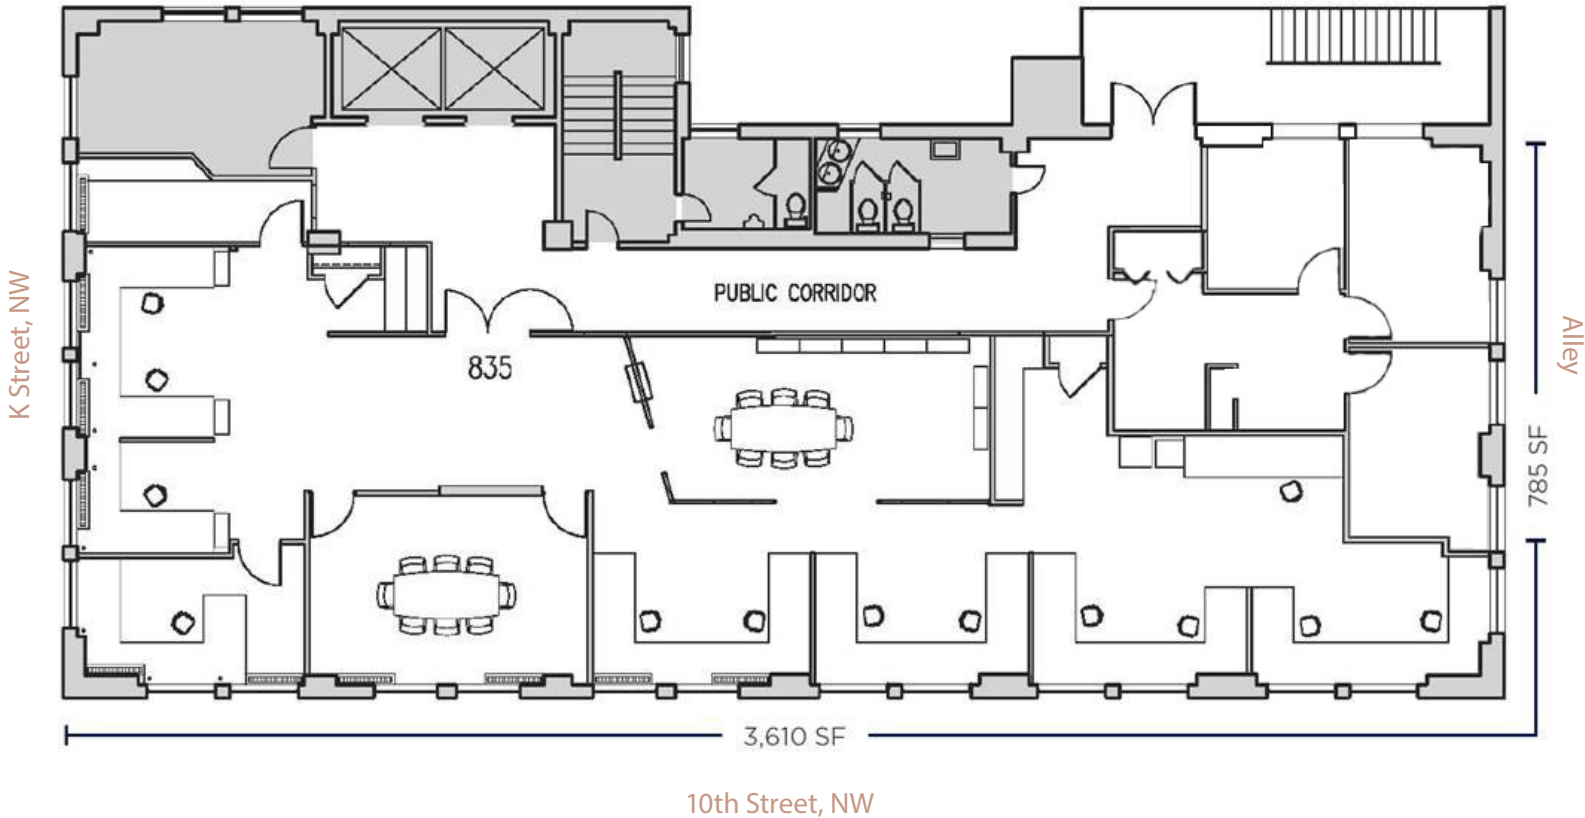 PUBLIC CORRIDOR
835
K Street, NW
Alley
785 SF
3,610 SF
10th Street, NW